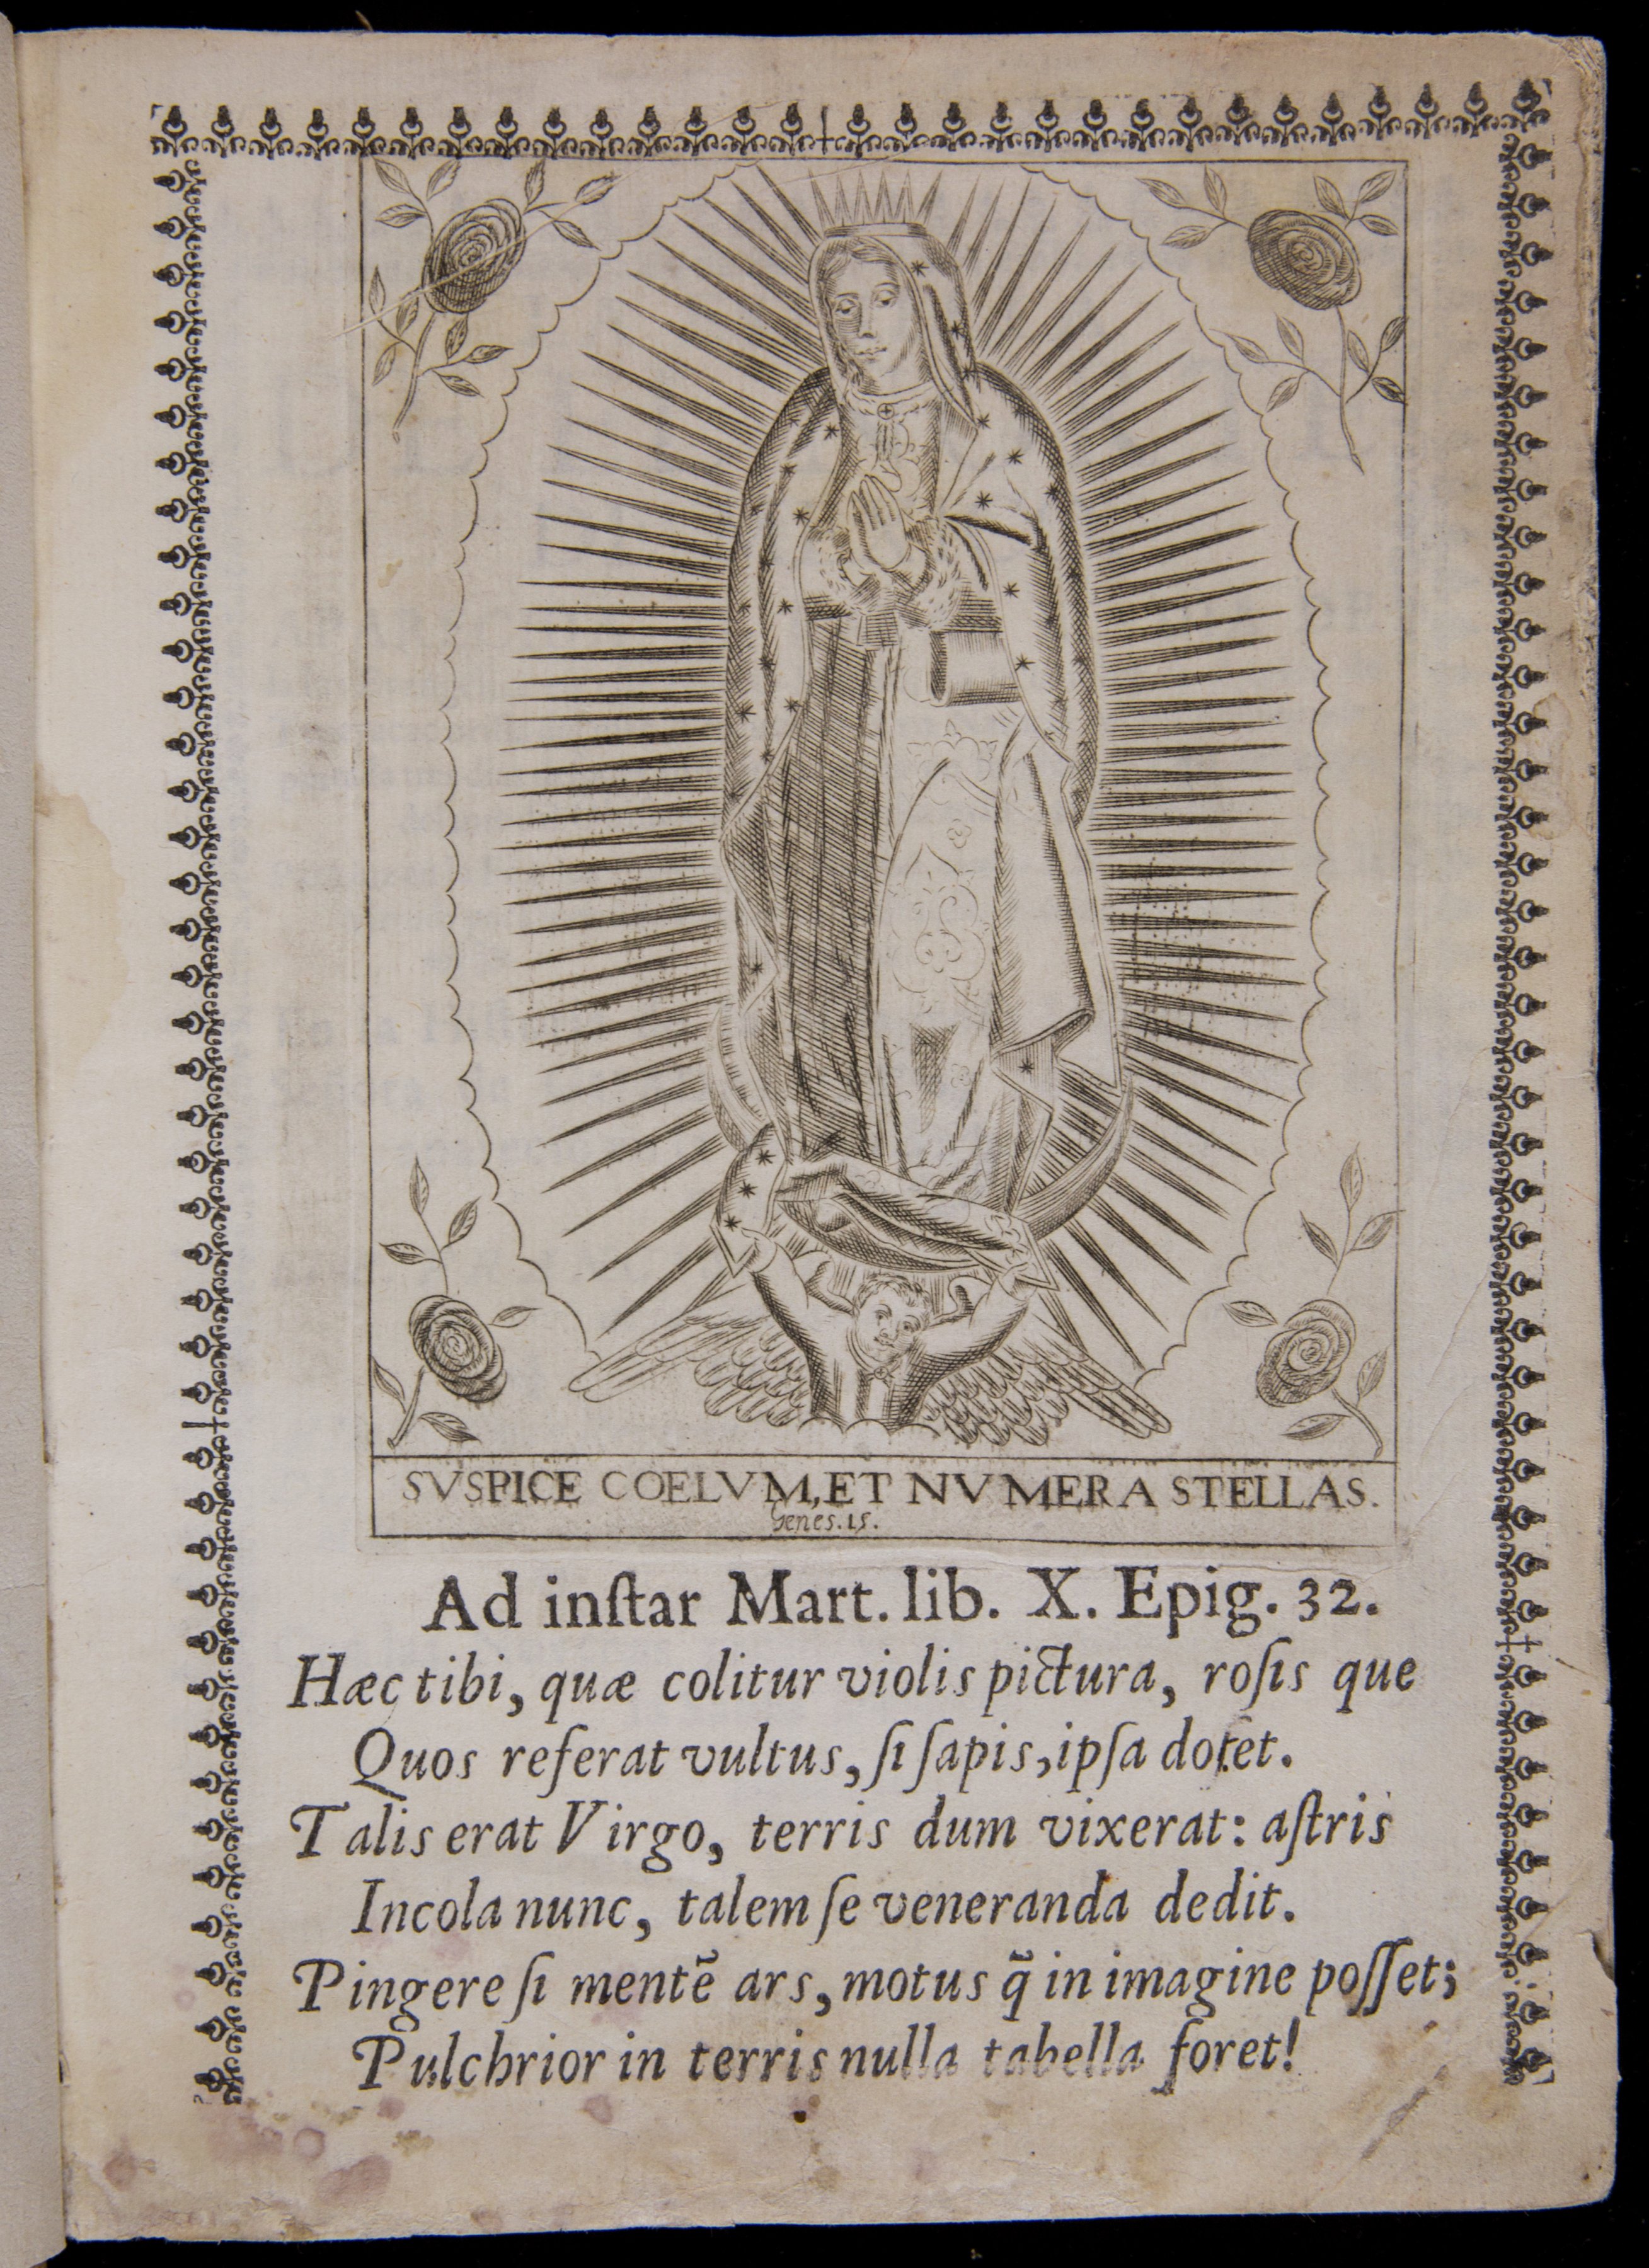 SVSPICE COELVM, ET NVMERA STELLAS.
Genes. 15.
Ad inſtar Mart. lib. X. Epig. 32.
Hæc tibi, quæ colitur violis pictura, roſis que
Quos referat vultus, ſi ſapis, ipſa docet.
Talis erat Virgo, terris dum vixerat: aſtris
Incola nunc, talem ſe veneranda dedit.
Pingere ſi mentē ars, motus q̄ in imagine poſſet;
Pulchrior in terris nulla tabella foret!